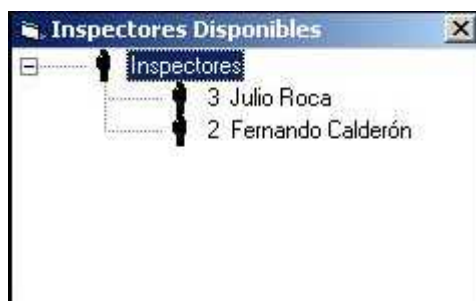 Inspectores Disponibles
Inspectores
3 Julio Roca
2 Fernando Calderón